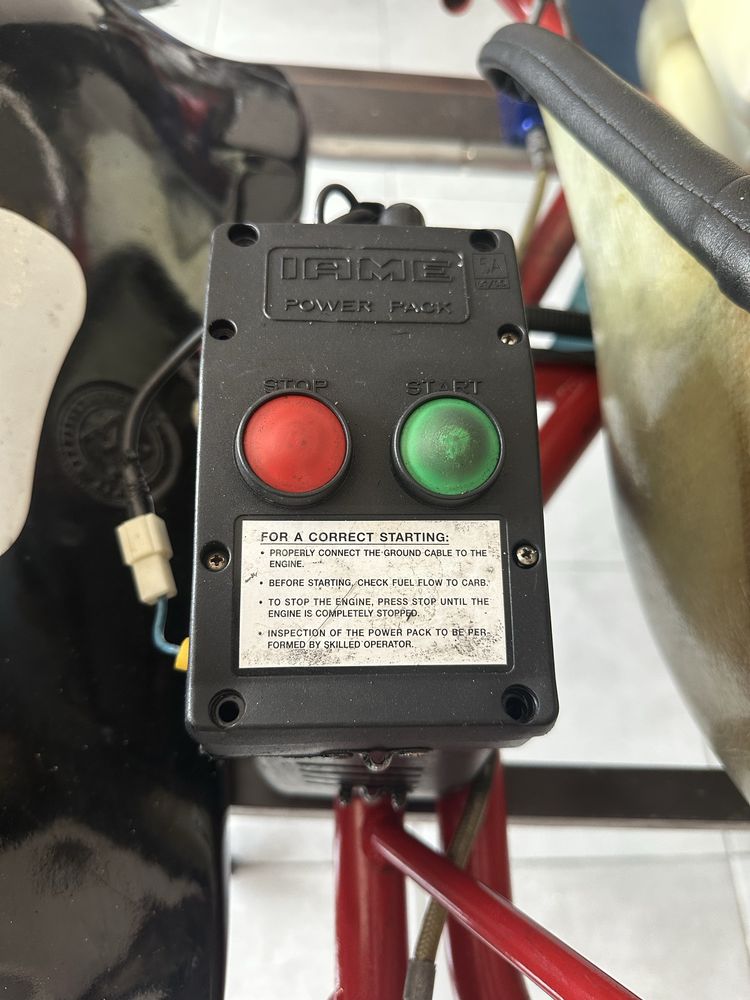 IAME
POWER PACK
STOP START
FOR A CORRECT STARTING:
• PROPERLY CONNECT THE GROUND CABLE TO THE
ENGINE.
• BEFORE STARTING, CHECK FUEL FLOW TO CARB.
• TO STOP THE ENGINE, PRESS STOP UNTIL THE
ENGINE IS COMPLETELY STOPPED.
• INSPECTION OF THE POWER PACK TO BE PER-
FORMED BY SKILLED OPERATOR.